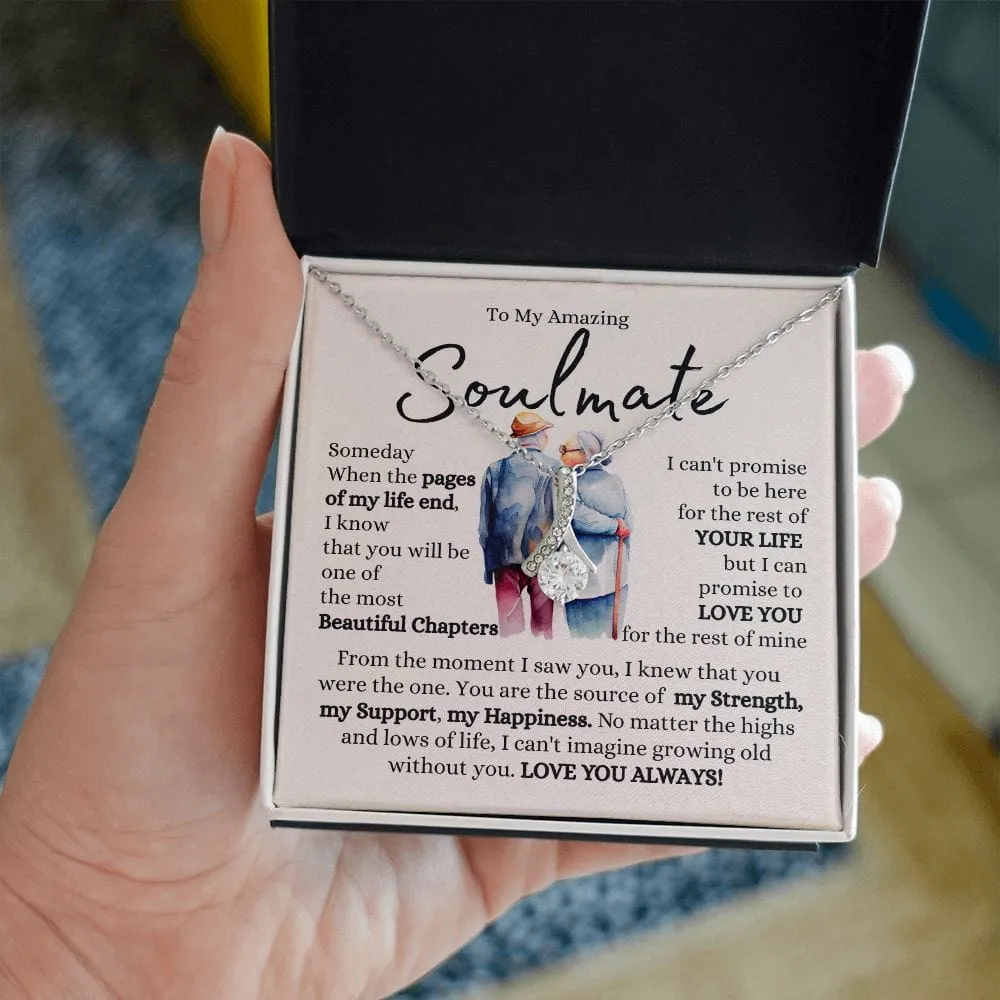 To My Amazing
Soulmate
Someday
When the pages
of my life end,
I know
that you will be
one of
the most
Beautiful Chapters
I can't promise
to be here
for the rest of
YOUR LIFE
but I can
promise to
LOVE YOU
for the rest of mine
From the moment I saw you, I knew that you
were the one. You are the source of my Strength,
my Support, my Happiness. No matter the highs
and lows of life, I can't imagine growing old
without you. LOVE YOU ALWAYS!